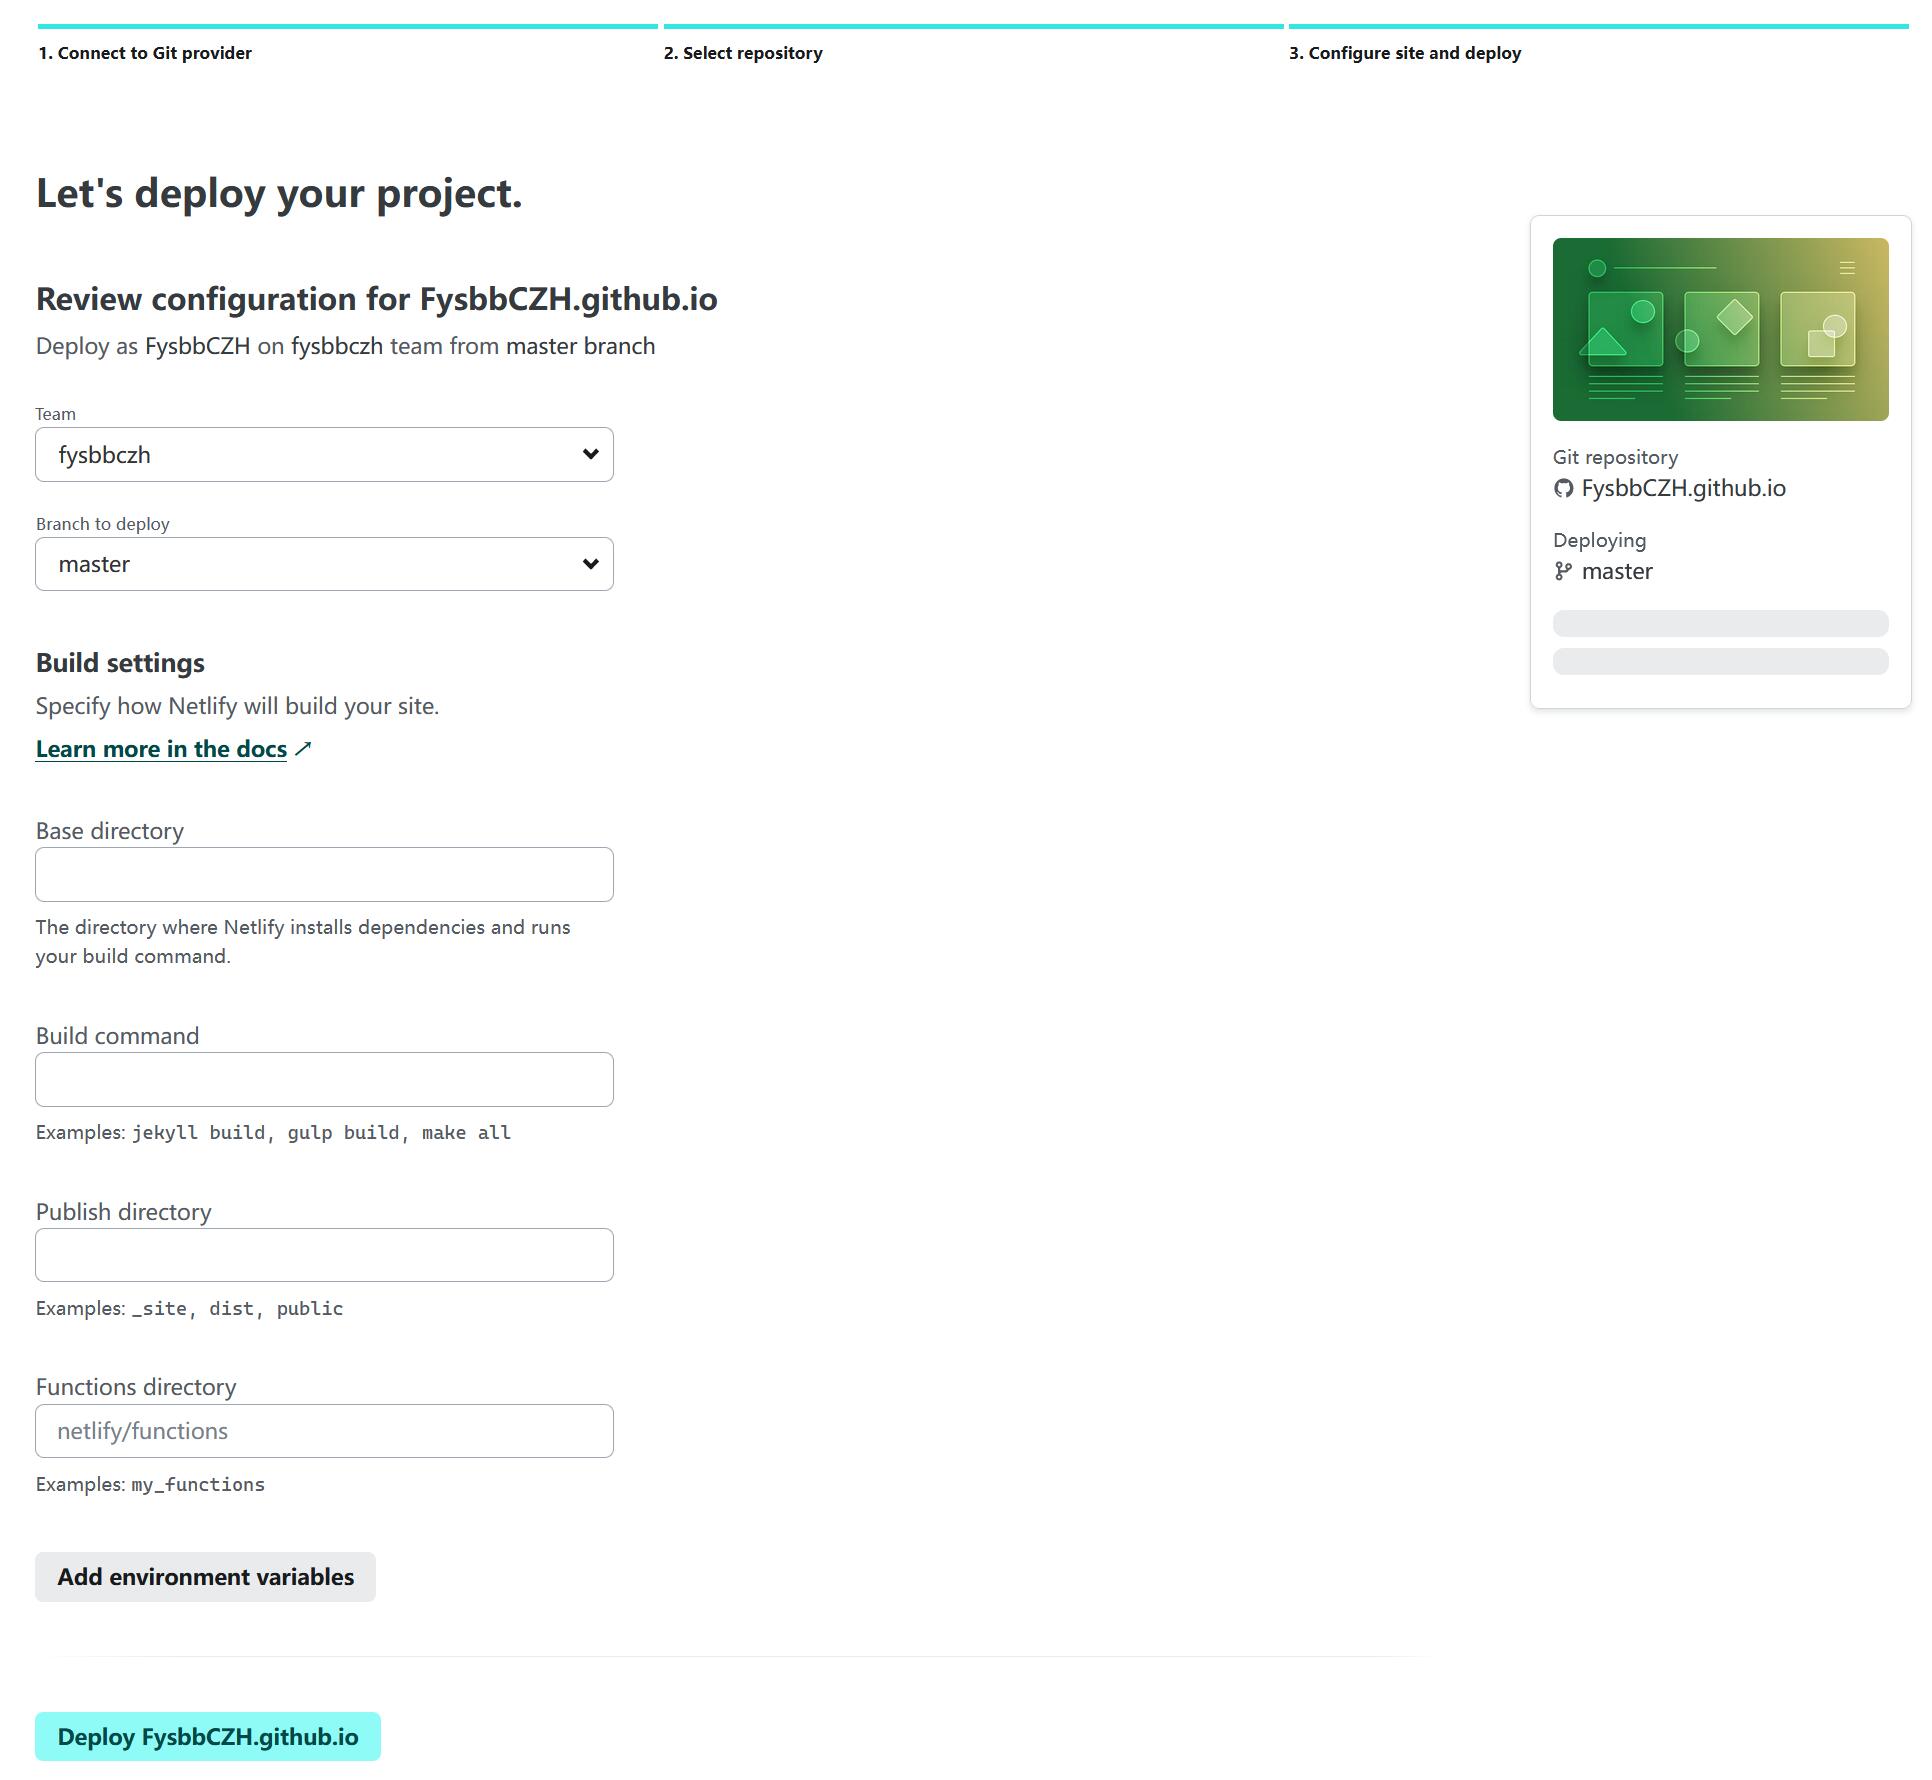 1. Connect to Git provider
2. Select repository
3. Configure site and deploy
Let's deploy your project.
Review configuration for FysbbCZH.github.io
Deploy as FysbbCZH on fysbbczh team from master branch
Team
fysbbczh
Branch to deploy
master
Build settings
Specify how Netlify will build your site.
Learn more in the docs ↗
Base directory
The directory where Netlify installs dependencies and runs
your build command.
Build command
Examples: jekyll build, gulp build, make all
Publish directory
Examples: _site, dist, public
Functions directory
netlify/functions
Examples: my_functions
Add environment variables
Deploy FysbbCZH.github.io
Git repository
FysbbCZH.github.io
Deploying
master